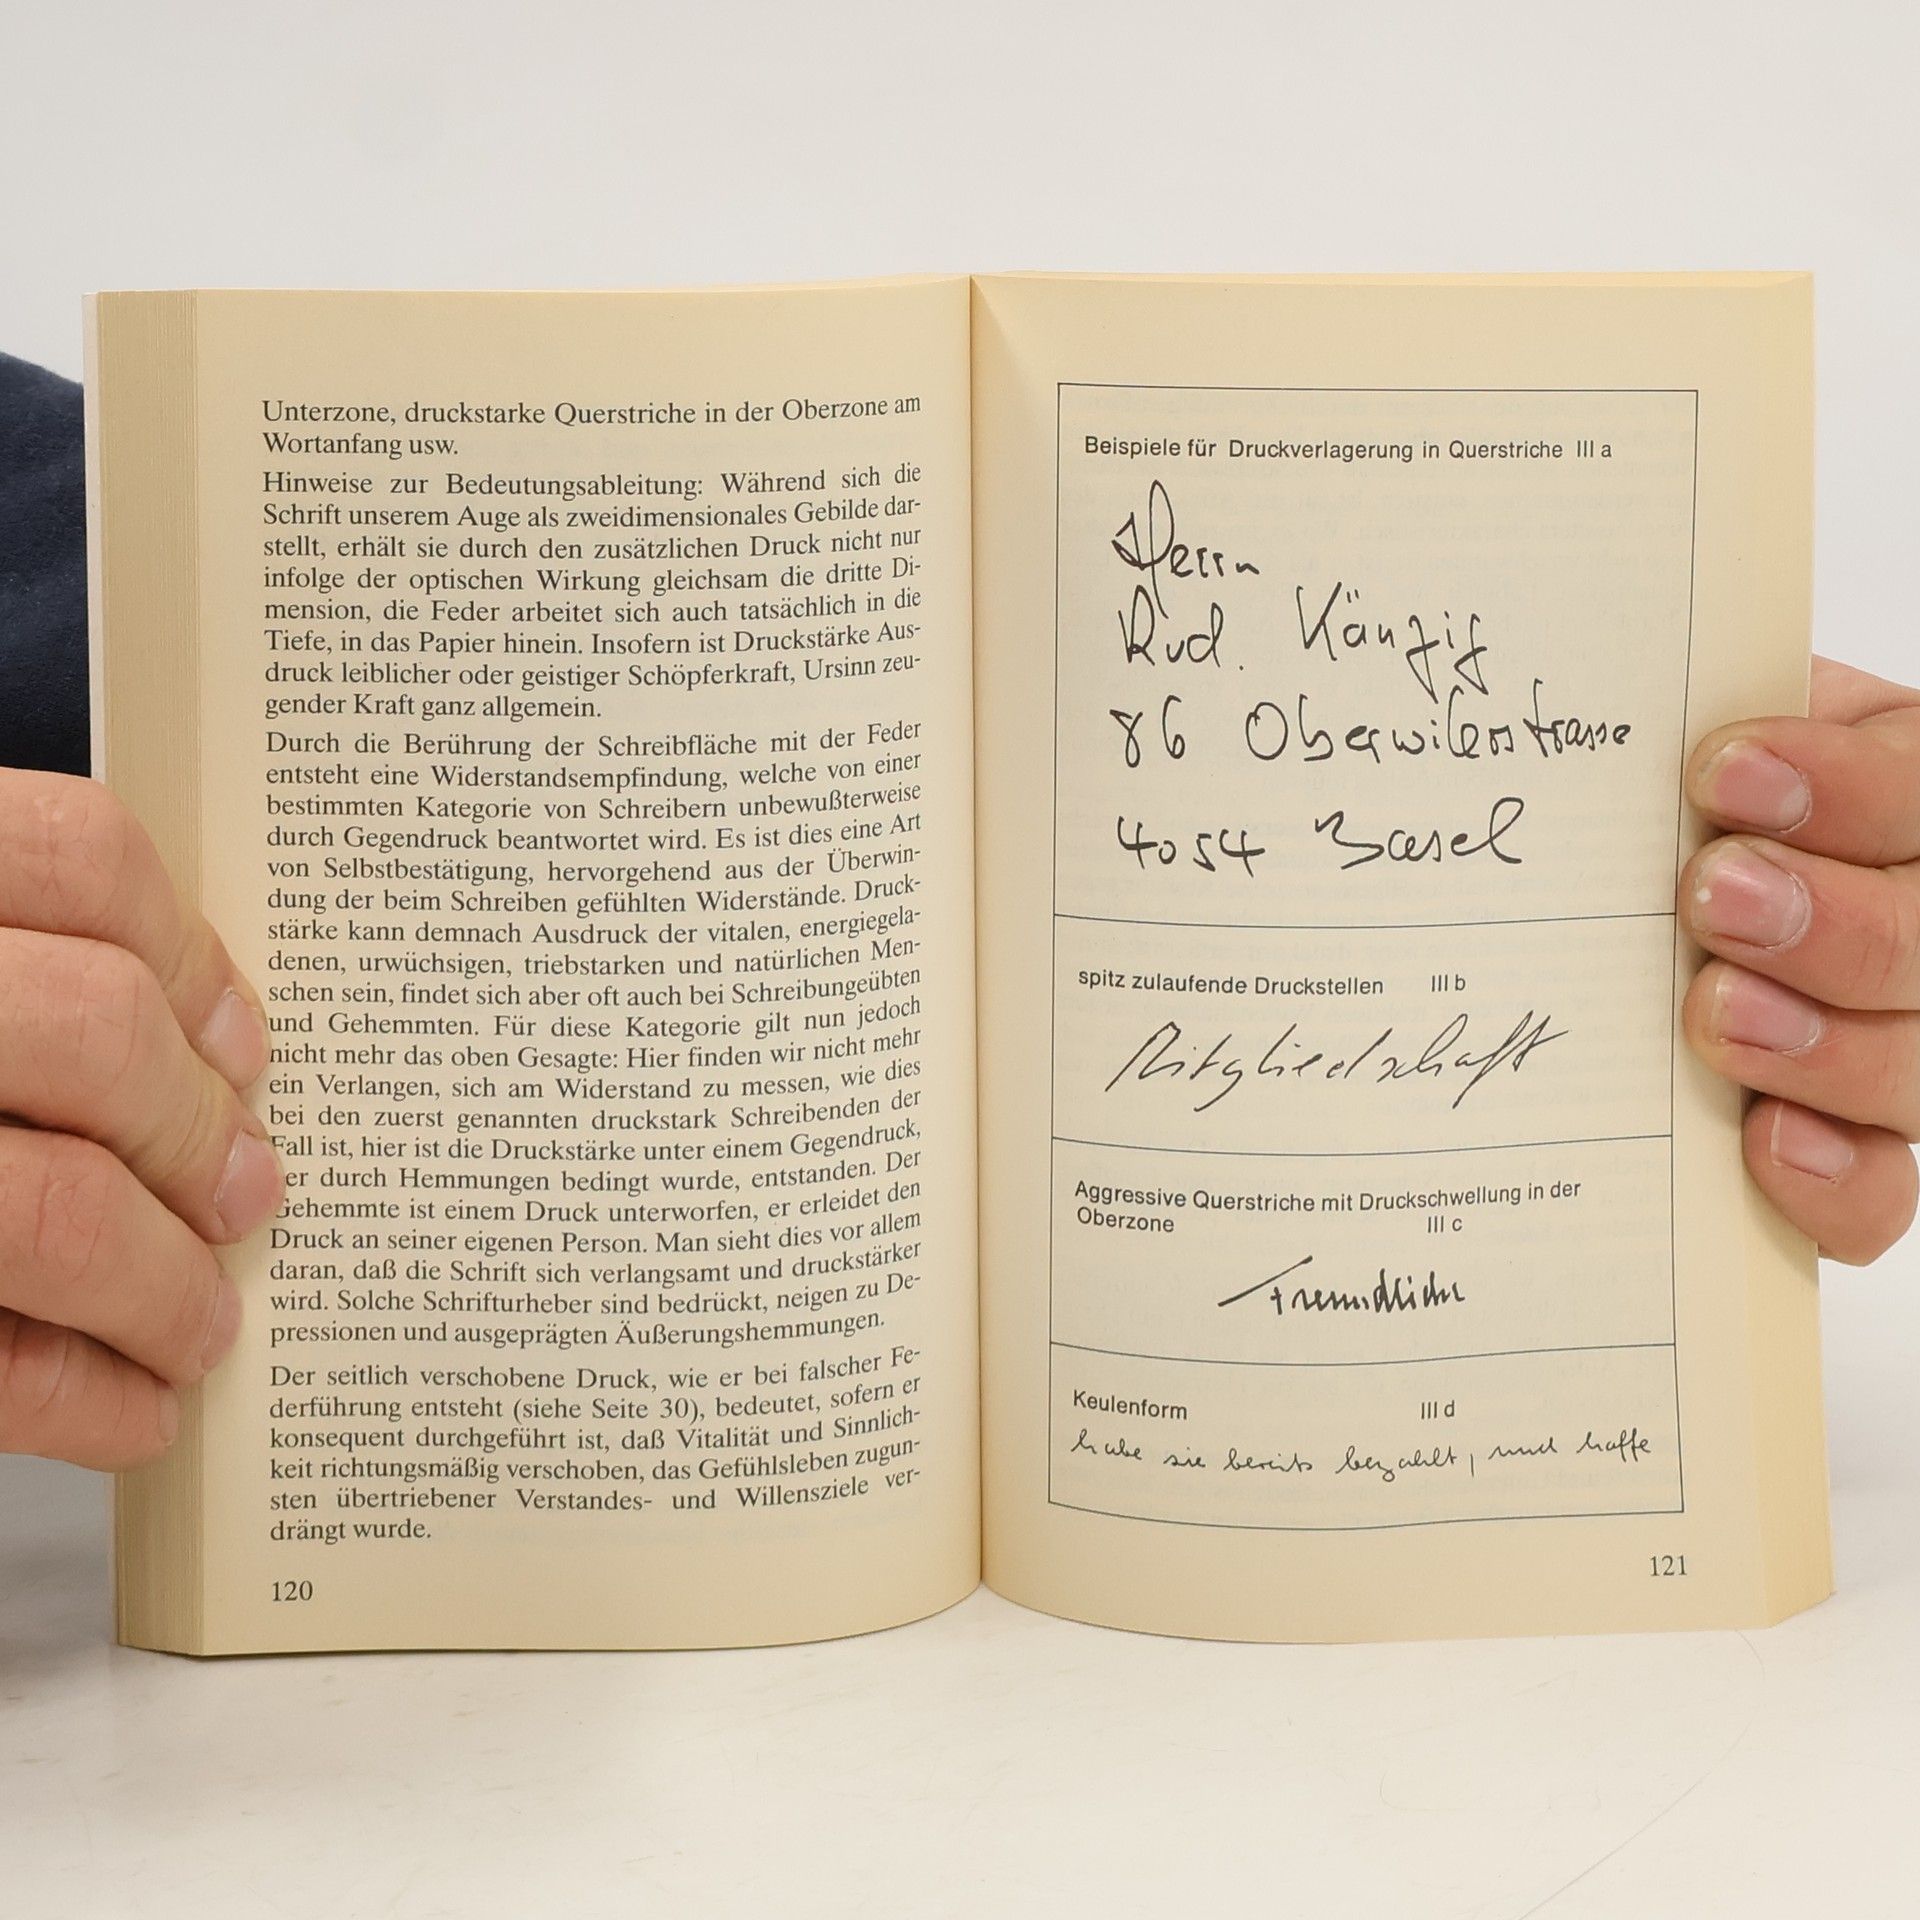 Unterzone, druckstarke Querstriche in der Oberzone am
Wortanfang usw.
Hinweise zur Bedeutungsableitung: Während sich die
Schrift unserem Auge als zweidimensionales Gebilde dar-
stellt, erhält sie durch den zusätzlichen Druck nicht nur
infolge der optischen Wirkung gleichsam die dritte Di-
mension, die Feder arbeitet sich auch tatsächlich in die
Tiefe, in das Papier hinein. Insofern ist Druckstärke Aus-
druck leiblicher oder geistiger Schöpferkraft, Ursinn zeu-
gender Kraft ganz allgemein.
Durch die Berührung der Schreibfläche mit der Feder
entsteht eine Widerstandsempfindung, welche von einer
bestimmten Kategorie von Schreibern unbewußterweise
durch Gegendruck beantwortet wird. Es ist dies eine Art
von Selbstbestätigung, hervorgehend aus der Überwin-
dung der beim Schreiben gefühlten Widerstände. Druck-
stärke kann demnach Ausdruck der vitalen, energiegela-
denen, urwüchsigen, triebstarken und natürlichen Men-
schen sein, findet sich aber oft auch bei Schreibungeübten
und Gehemmten. Für diese Kategorie gilt nun jedoch
nicht mehr das oben Gesagte: Hier finden wir nicht mehr
ein Verlangen, sich am Widerstand zu messen, wie dies
bei den zuerst genannten druckstark Schreibenden der
Fall ist, hier ist die Druckstärke unter einem Gegendruck,
er durch Hemmungen bedingt wurde, entstanden. Der
Gehemmte ist einem Druck unterworfen, er erleidet den
Druck an seiner eigenen Person. Man sieht dies vor allem
daran, daß die Schrift sich verlangsamt und druckstärker
wird. Solche Schrifturheber sind bedrückt, neigen zu De-
pressionen und ausgeprägten Äußerungshemmungen.
Der seitlich verschobene Druck, wie er bei falscher Fe-
derführung entsteht (siehe Seite 30), bedeutet, sofern er
konsequent durchgeführt ist, daß Vitalität und Sinnlich-
keit richtungsmäßig verschoben, das Gefühlsleben zugun-
sten übertriebener Verstandes- und Willensziele ver-
drängt wurde.
120
Beispiele für Druckverlagerung in Querstriche III a
Herrn
Rud. Känzig
86 Oberwilerstrasse
4054 Basel
spitz zulaufende Druckstellen III b
Mitgliedschaft
Aggressive Querstriche mit Druckschwellung in der
Oberzone III c
Freundliche
Keulenform III d
habe sie bereits bezahlt, und hoffe
121